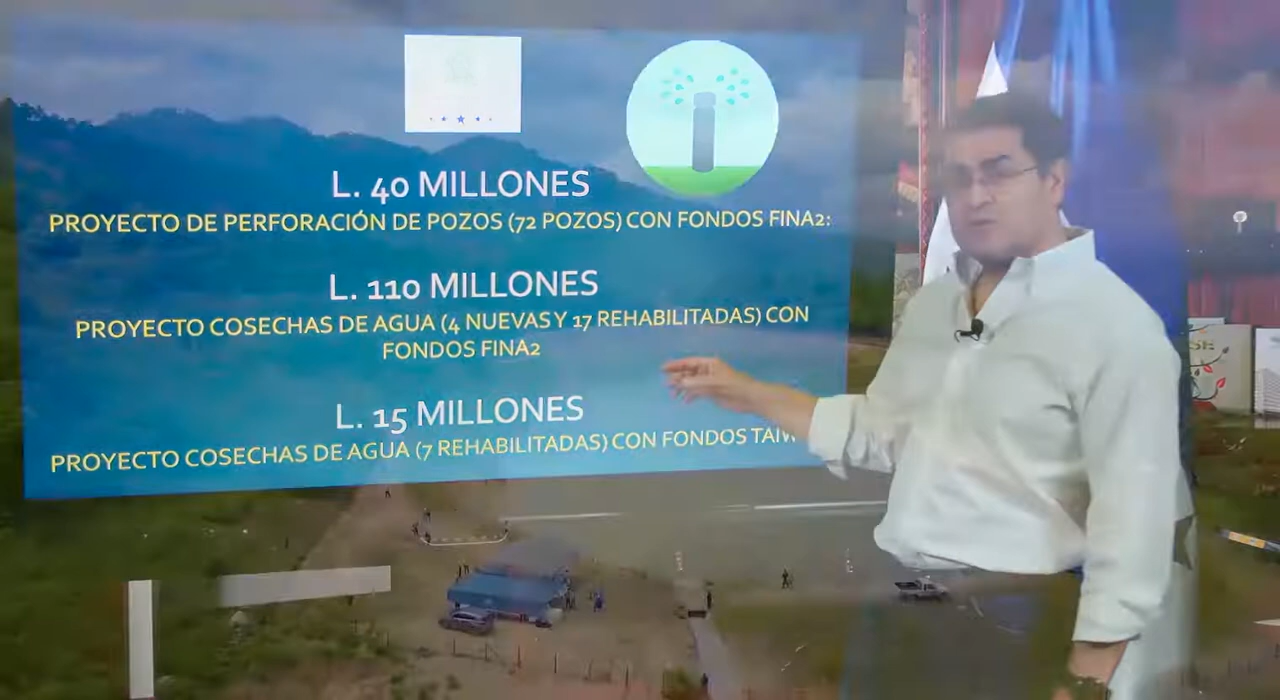 L. 40 MILLONES
PROYECTO DE PERFORACIÓN DE POZOS (72 POZOS) CON FONDOS FINA2:
L. 110 MILLONES
PROYECTO COSECHAS DE AGUA (4 NUEVAS Y 17 REHABILITADAS) CON
FONDOS FINA2
L. 15 MILLONES
PROYECTO COSECHAS DE AGUA (7 REHABILITADAS) CON FONDOS